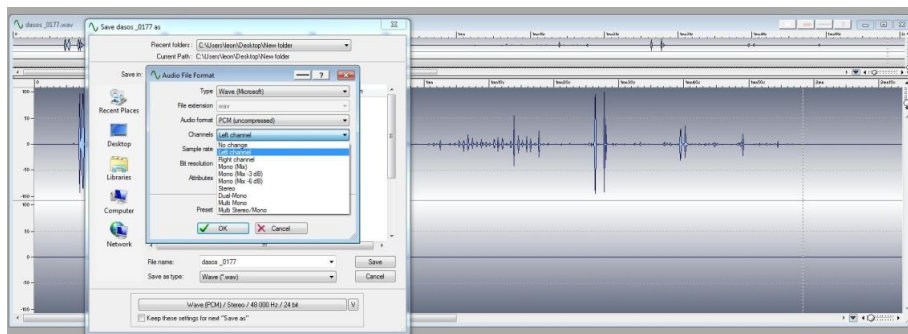 dasos _0177.wav
Save dasos _0177 as
Recent folders: C:\Users\leon\Desktop\New folder
Current Path: C:\Users\leon\Desktop\New folder
Save in:
Audio File Format
Type Wave (Microsoft)
File extension wav
Audio format PCM (uncompressed)
Channels Left channel
Sample rate
Bit resolution
Attributes
No change
Left channel
Right channel
Mono (Mix)
Mono (Mix -3 dB)
Mono (Mix -6 dB)
Stereo
Dual-Mono
Multi Mono
Multi Stereo/Mono
Preset
OK
Cancel
Recent Places
Desktop
Libraries
Computer
Network
File name: dasos _0177
Save
Save as type: Wave (*.wav)
Cancel
Wave (PCM) / Stereo / 48 000 Hz / 24 bit
V
Keep these settings for next "Save as"